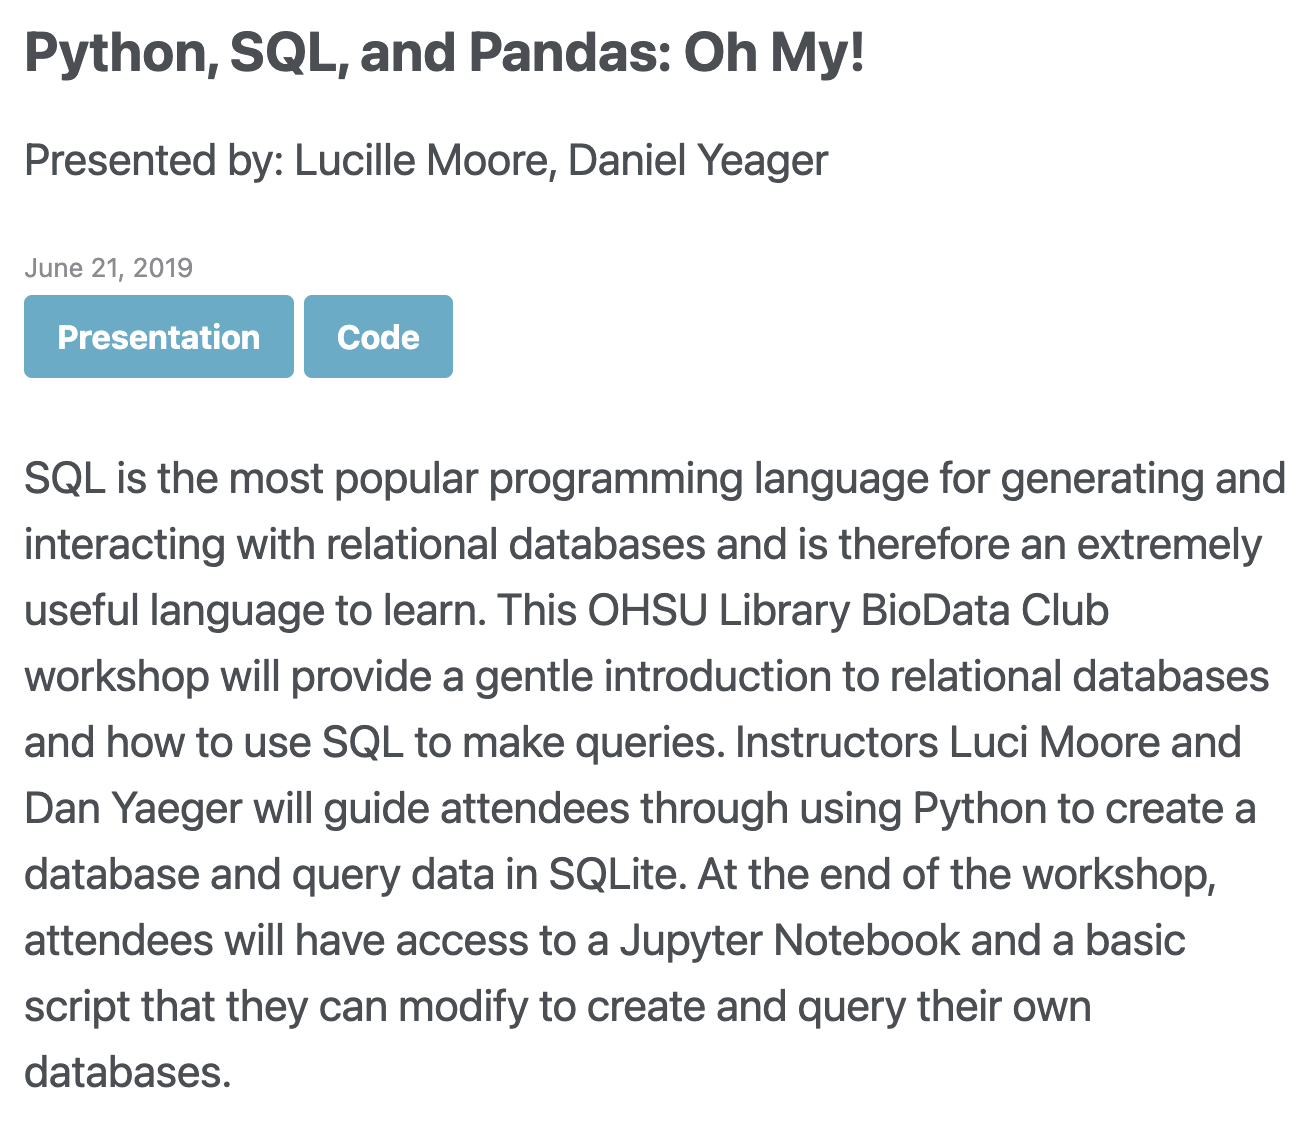 Python, SQL, and Pandas: Oh My!
Presented by: Lucille Moore, Daniel Yeager
June 21, 2019
Presentation Code
SQL is the most popular programming language for generating and
interacting with relational databases and is therefore an extremely
useful language to learn. This OHSU Library BioData Club
workshop will provide a gentle introduction to relational databases
and how to use SQL to make queries. Instructors Luci Moore and
Dan Yaeger will guide attendees through using Python to create a
database and query data in SQLite. At the end of the workshop,
attendees will have access to a Jupyter Notebook and a basic
script that they can modify to create and query their own
databases.